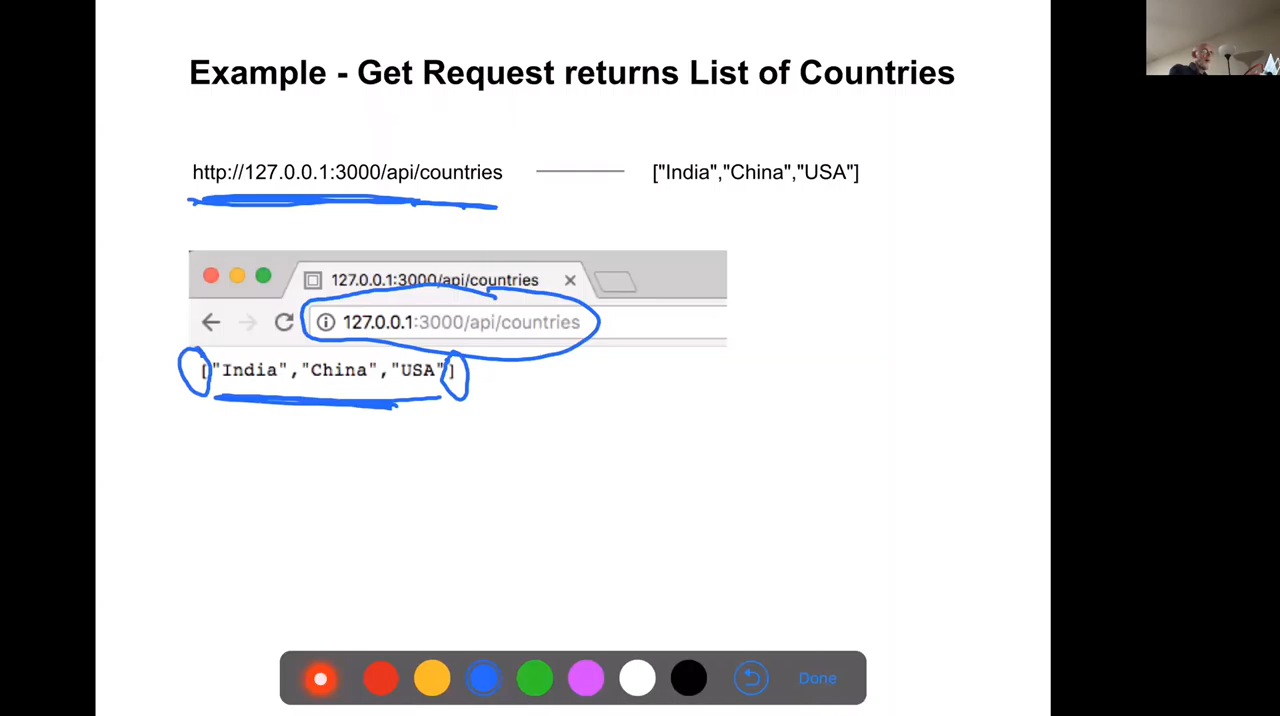 Example - Get Request returns List of Countries
http://127.0.0.1:3000/api/countries ["India","China","USA"]
127.0.0.1:3000/api/countries
127.0.0.1:3000/api/countries
["India","China","USA"]
Done